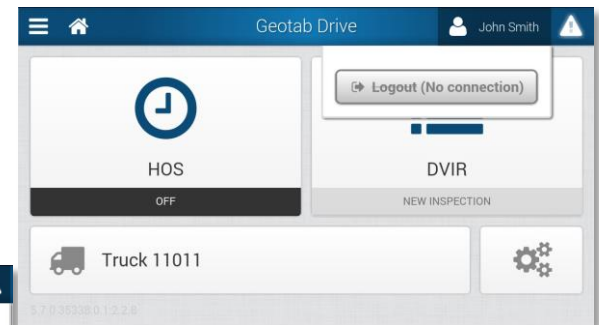 Geotab Drive
John Smith
Logout (No connection)
HOS
DVIR
OFF
NEW INSPECTION
Truck 11011